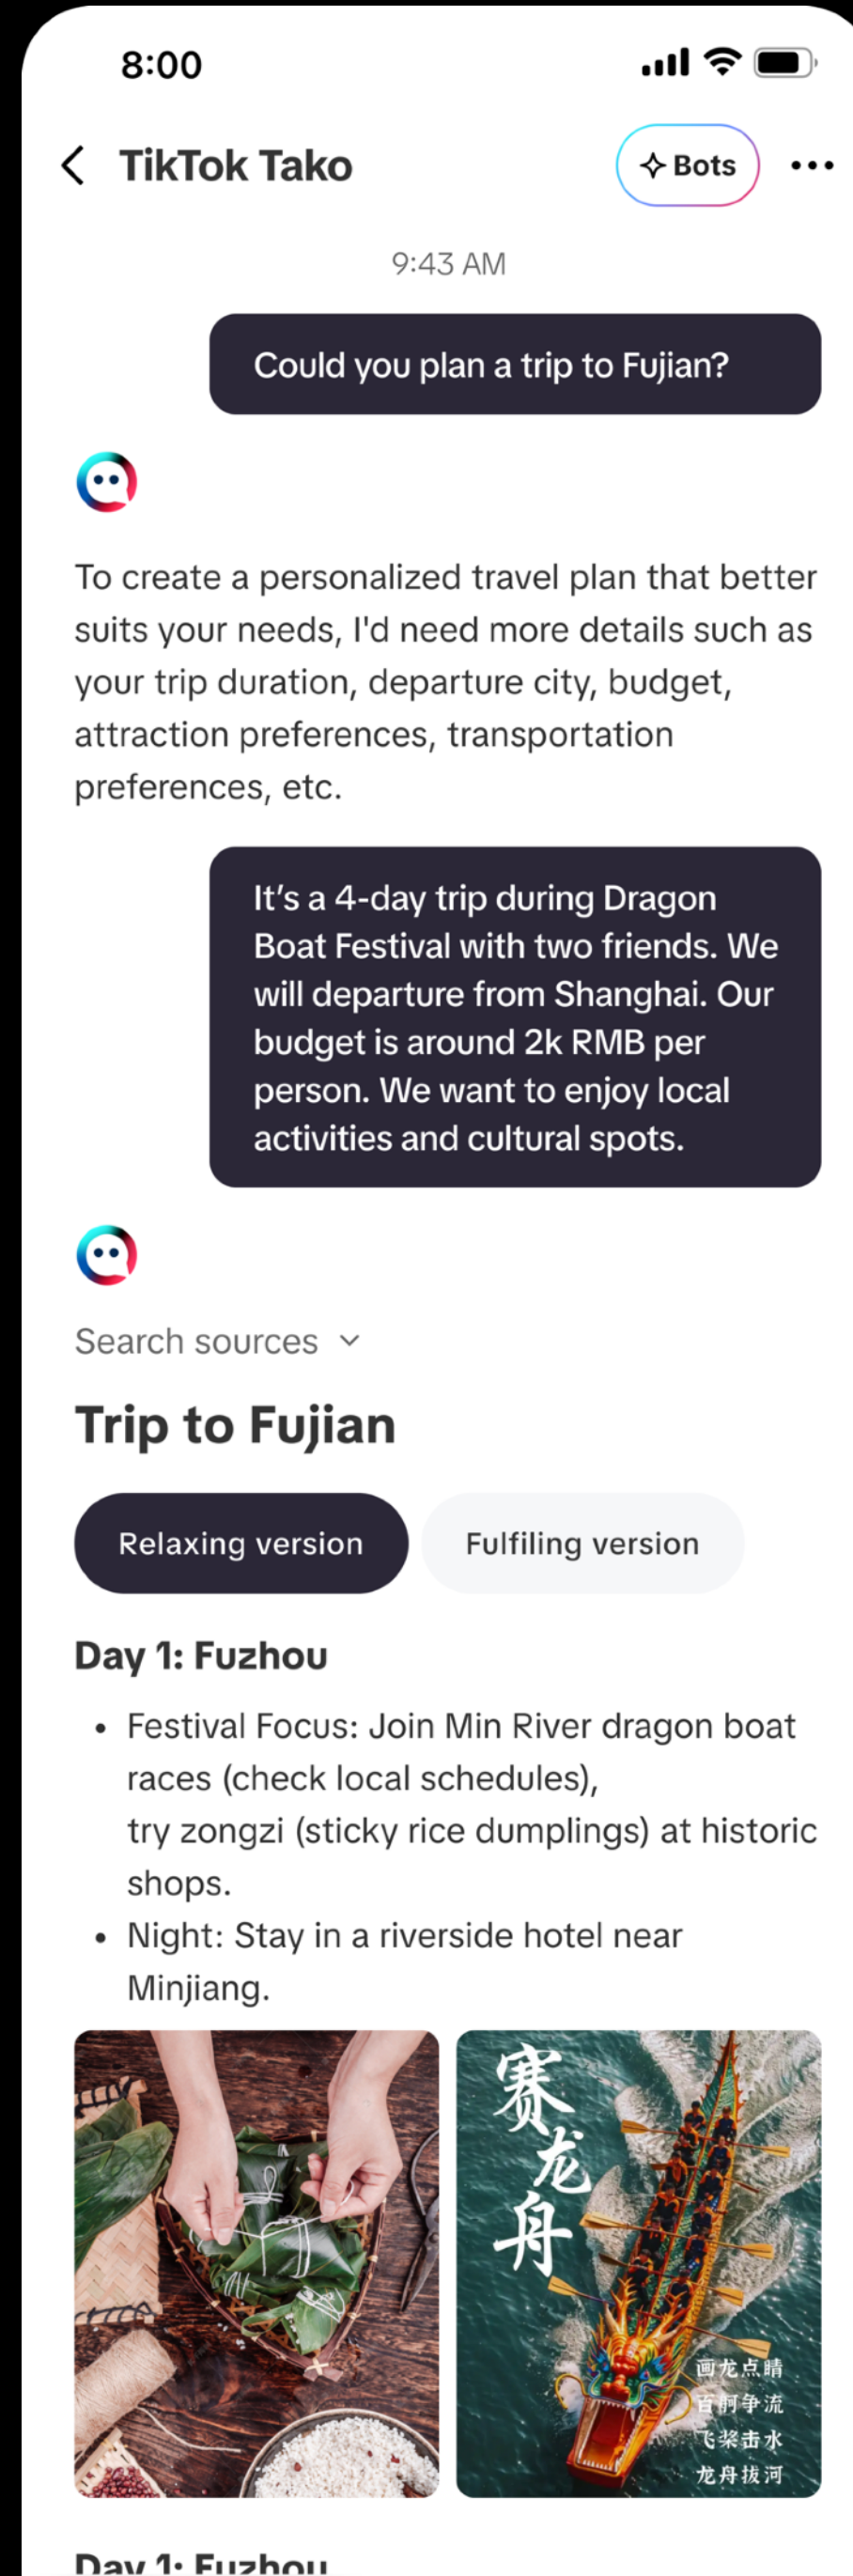 8:00
TikTok Tako
Bots
9:43 AM
Could you plan a trip to Fujian?
To create a personalized travel plan that better
suits your needs, I'd need more details such as
your trip duration, departure city, budget,
attraction preferences, transportation
preferences, etc.
It's a 4-day trip during Dragon
Boat Festival with two friends. We
will departure from Shanghai. Our
budget is around 2k RMB per
person. We want to enjoy local
activities and cultural spots.
Search sources
Trip to Fujian
Relaxing version
Fulfiling version
Day 1: Fuzhou
• Festival Focus: Join Min River dragon boat
races (check local schedules),
try zongzi (sticky rice dumplings) at historic
shops.
• Night: Stay in a riverside hotel near
Minjiang.
赛龙舟
画龙点睛
百舸争流
飞桨击水
龙舟拔河
Day 1: Fuzhou